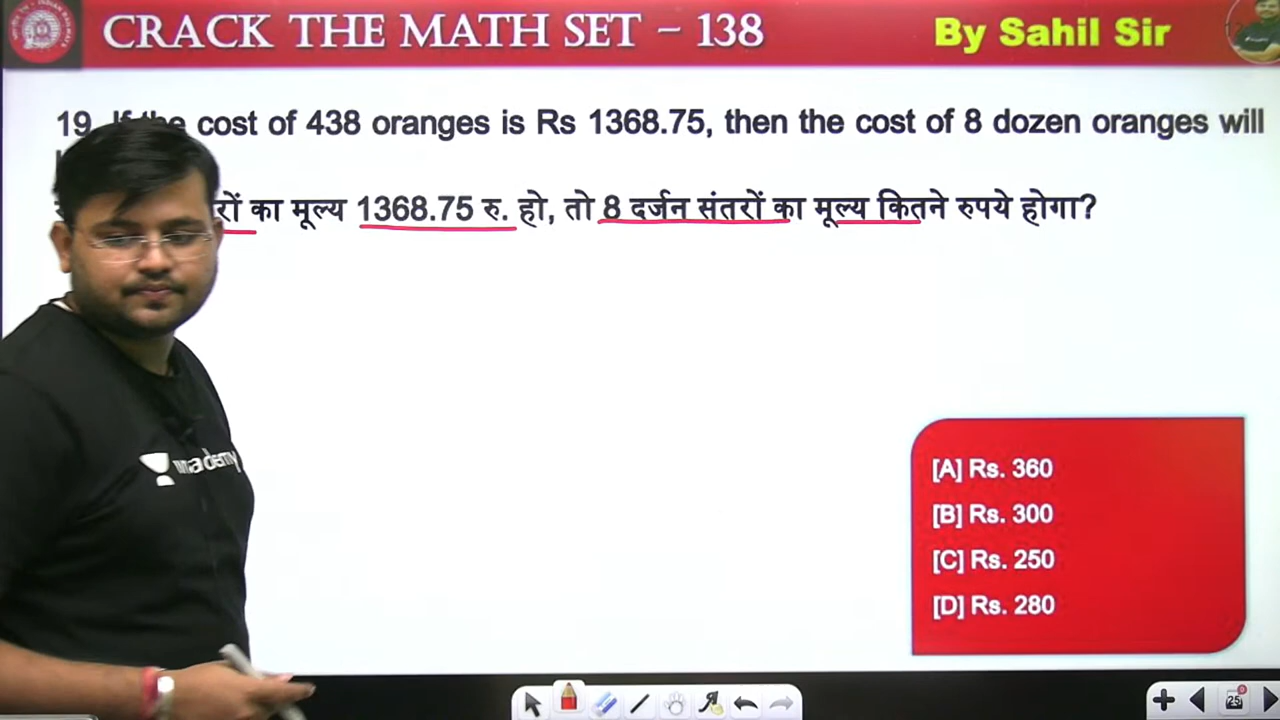 CRACK THE MATH SET – 138
By Sahil Sir
19. If the cost of 438 oranges is Rs 1368.75, then the cost of 8 dozen oranges will
का मूल्य 1368.75 रु. हो, तो 8 दर्जन संतरों का मूल्य कितने रुपये होगा?
[A] Rs. 360
[B] Rs. 300
[C] Rs. 250
[D] Rs. 280
25